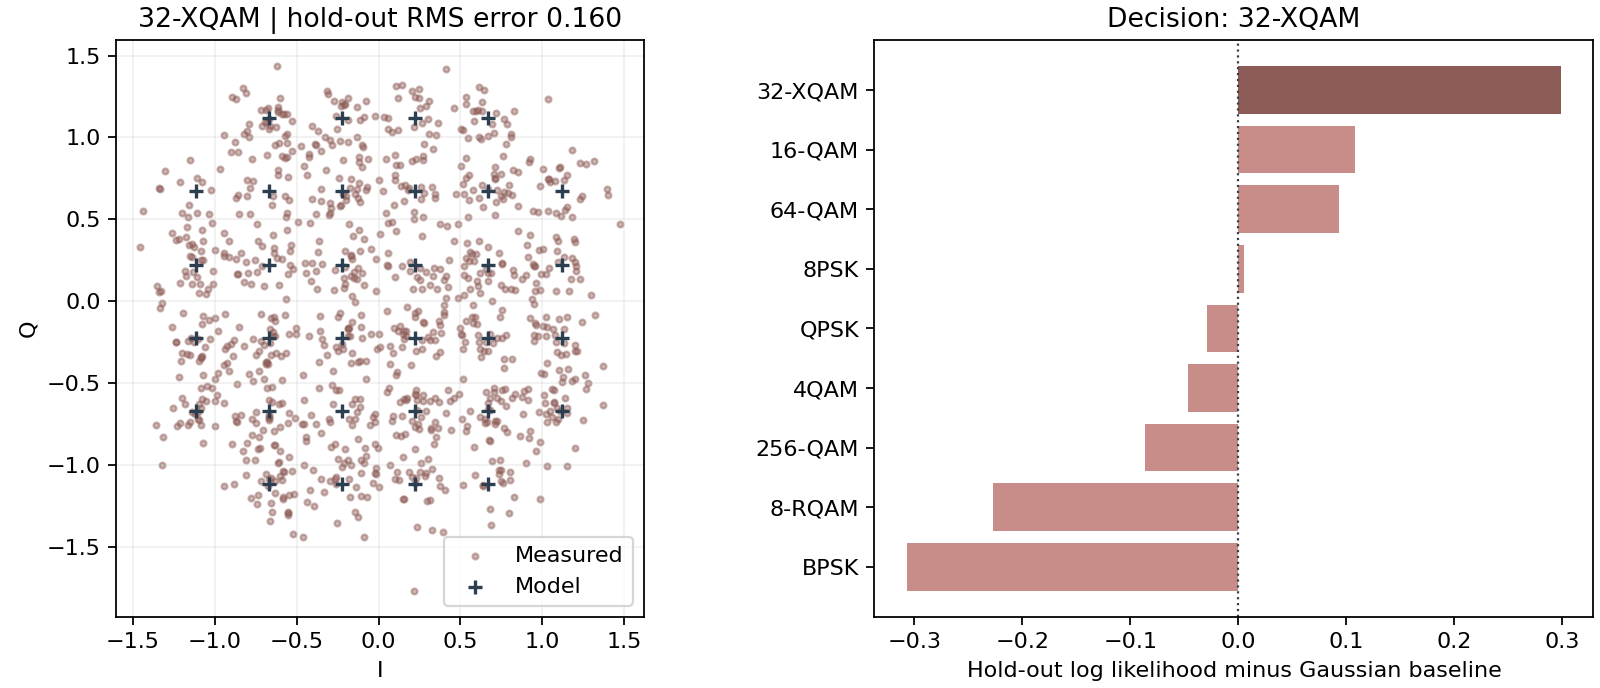 32-XQAM | hold-out RMS error 0.160
1.5
1.0
0.5
0.0
−0.5
−1.0
−1.5
Q
−1.5 −1.0 −0.5 0.0 0.5 1.0 1.5
I
Measured
Model
Decision: 32-XQAM
32-XQAM
16-QAM
64-QAM
8PSK
QPSK
4QAM
256-QAM
8-RQAM
BPSK
−0.3 −0.2 −0.1 0.0 0.1 0.2 0.3
Hold-out log likelihood minus Gaussian baseline